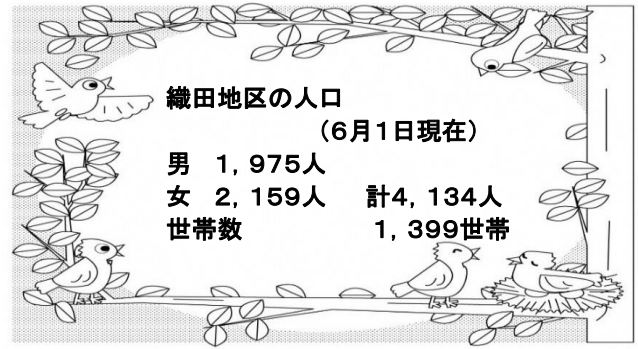 織田地区の人口
（６月１日現在）
男　１，９７５人
女　２，１５９人　計４，１３４人
世帯数　１，３９９世帯